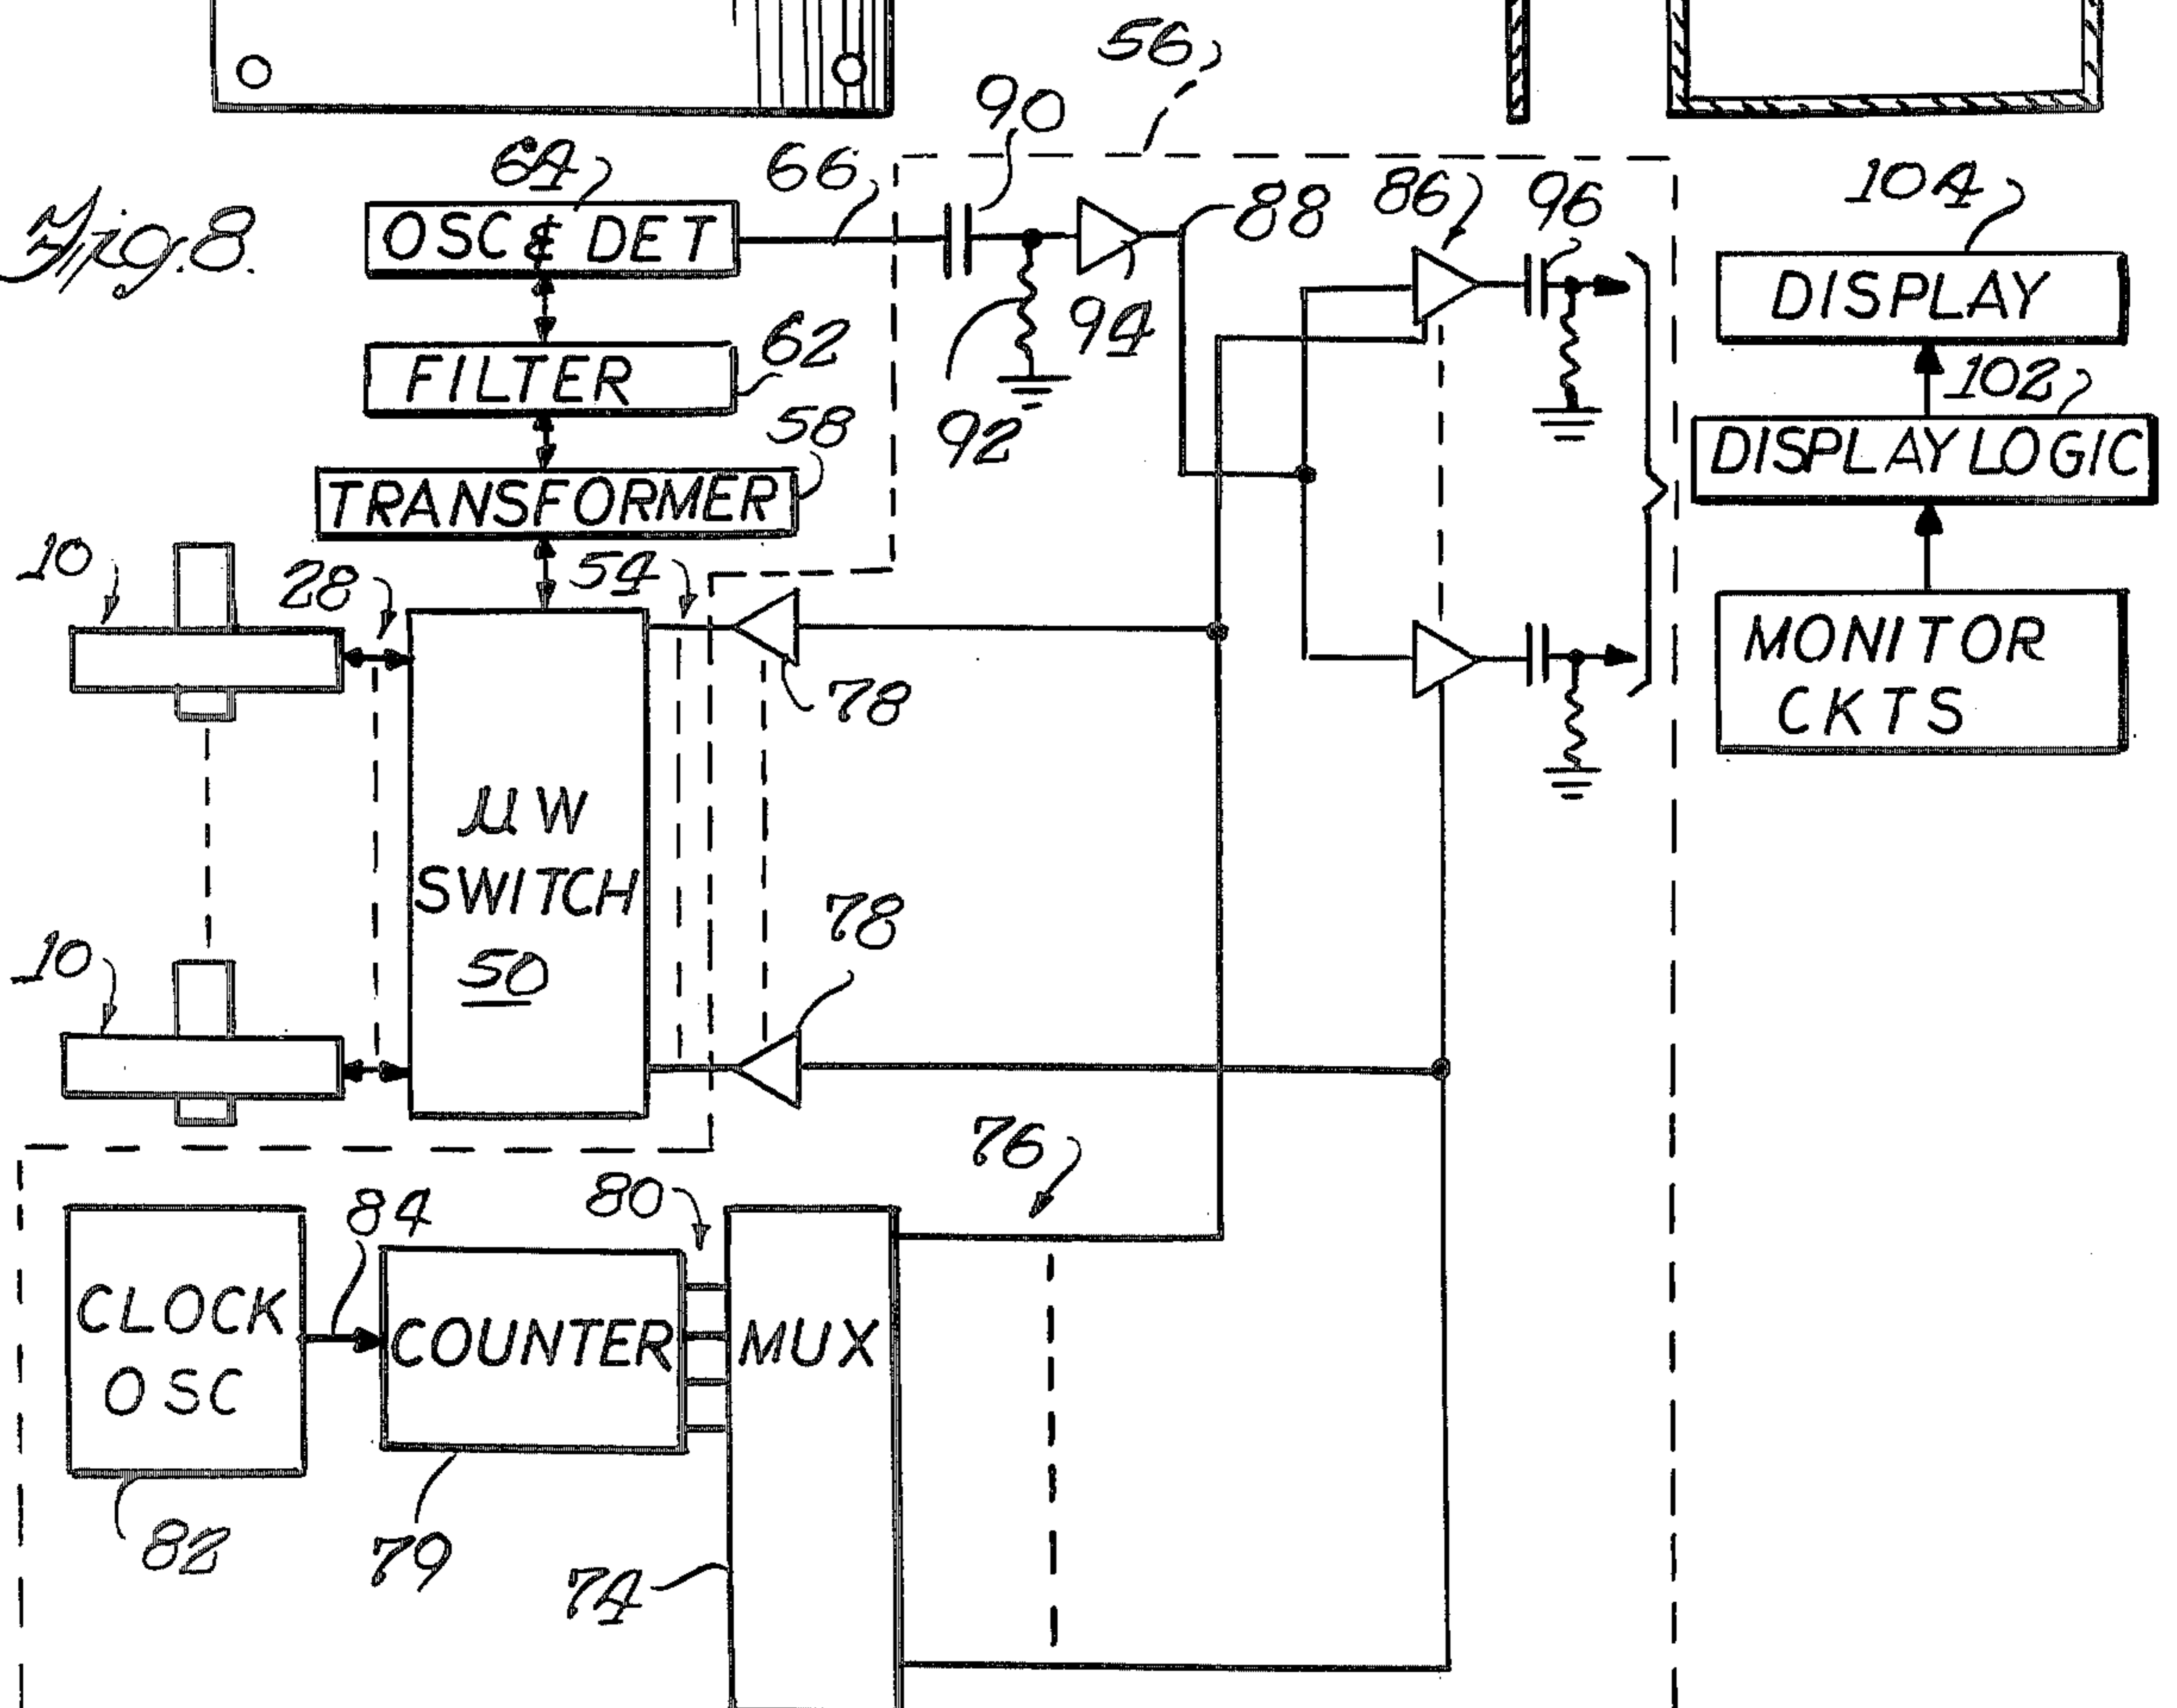 56
90
64
66
88
86
96
104
Fig. 8.
OSC & DET
DISPLAY
94
62
FILTER
92
102
58
DISPLAY LOGIC
TRANSFORMER
10
28
54
78
MONITOR
CKTS
μW
SWITCH
50
78
10
76
80
84
CLOCK
OSC
COUNTER
MUX
82
79
74